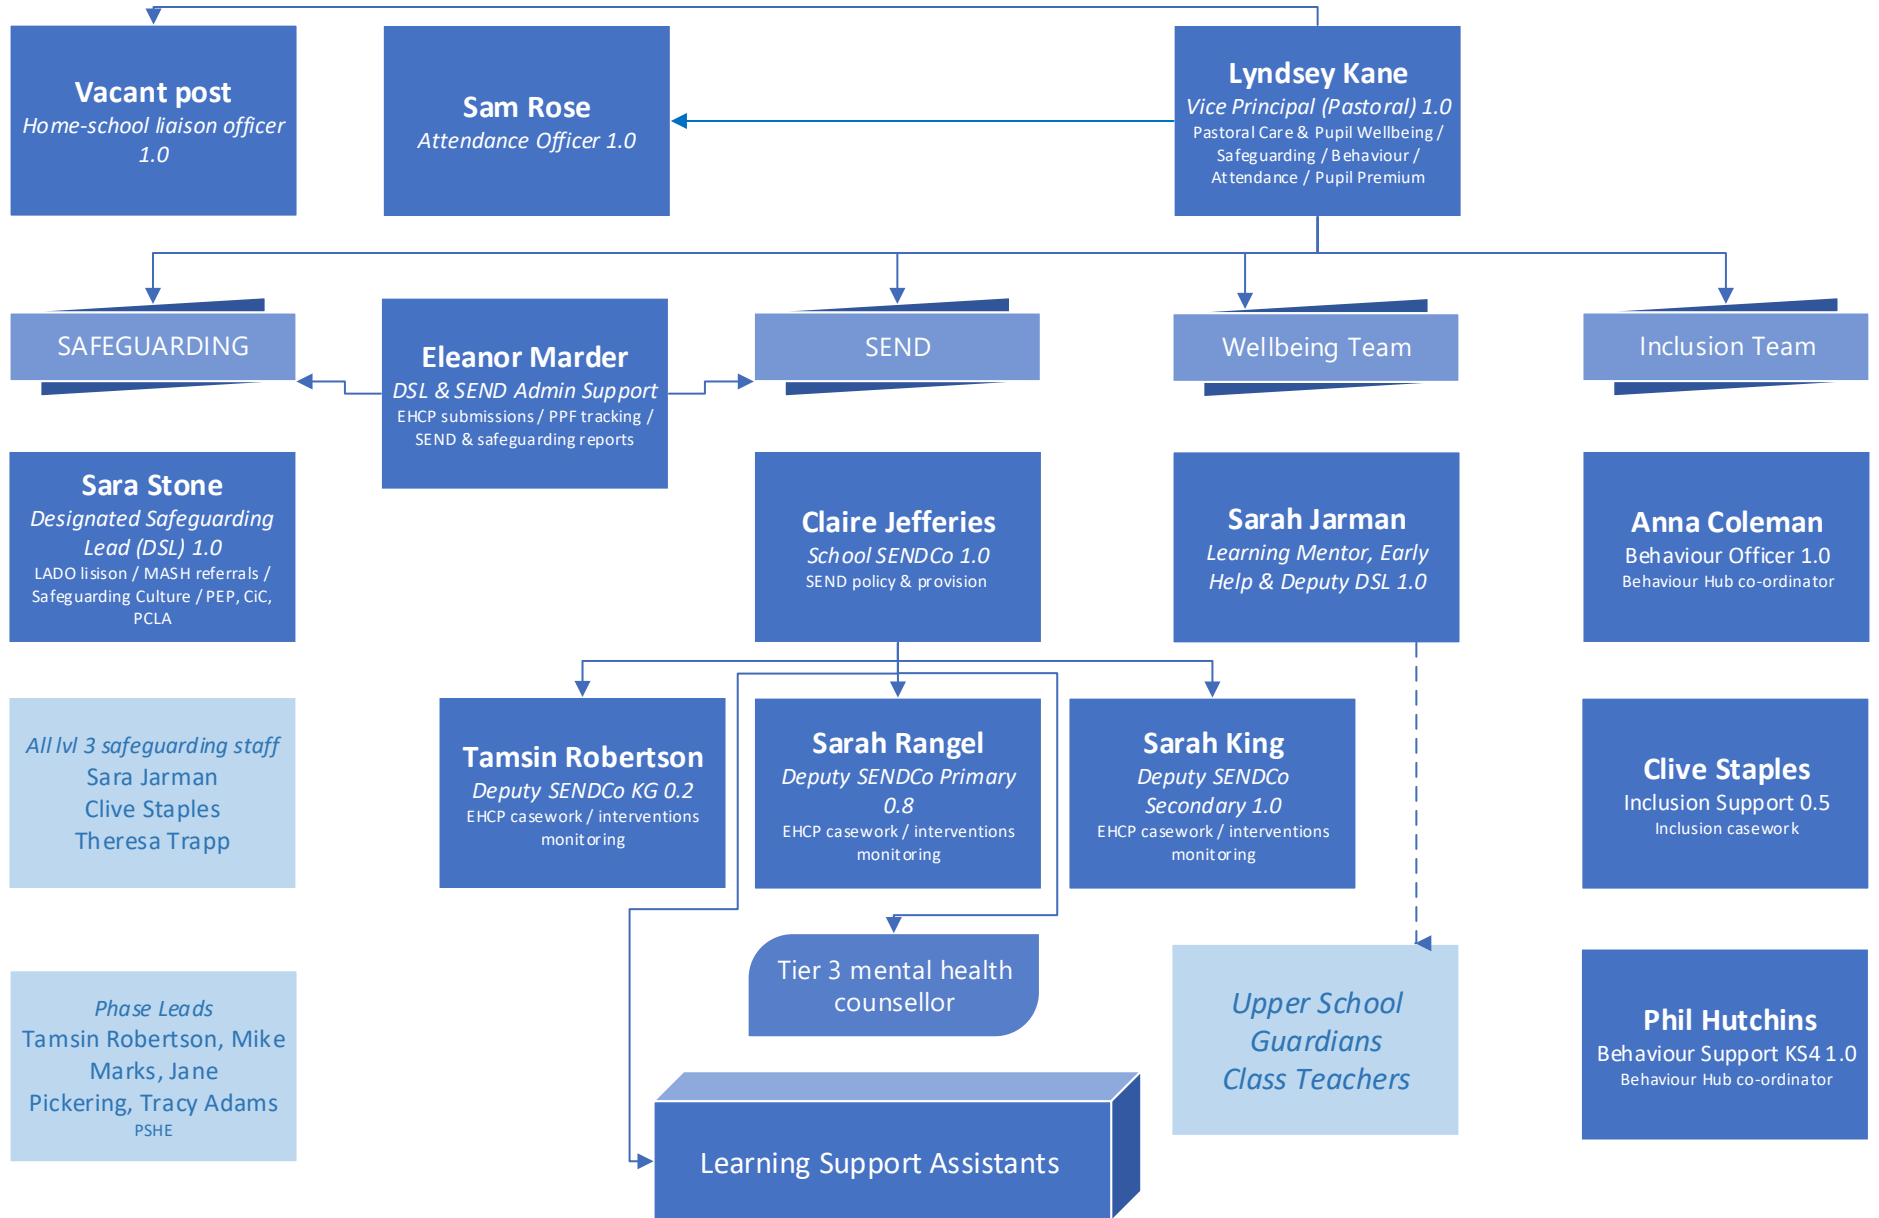 Vacant post
Home-school liaison officer
1.0
Sam Rose
Attendance Officer 1.0
Lyndsey Kane
Vice Principal (Pastoral) 1.0
Pastoral Care & Pupil Wellbeing /
Safeguarding / Behaviour /
Attendance / Pupil Premium
SAFEGUARDING
Eleanor Marder
DSL & SEND Admin Support
EHCP submissions / PPF tracking /
SEND & safeguarding reports
SEND
Wellbeing Team
Inclusion Team
Sara Stone
Designated Safeguarding
Lead (DSL) 1.0
LADO lisison / MASH referrals /
Safeguarding Culture / PEP, CiC,
PCLA
Claire Jefferies
School SENDCo 1.0
SEND policy & provision
Sarah Jarman
Learning Mentor, Early
Help & Deputy DSL 1.0
Anna Coleman
Behaviour Officer 1.0
Behaviour Hub co-ordinator
All lvl 3 safeguarding staff
Sara Jarman
Clive Staples
Theresa Trapp
Tamsin Robertson
Deputy SENDCo KG 0.2
EHCP casework / interventions
monitoring
Sarah Rangel
Deputy SENDCo Primary
0.8
EHCP casework / interventions
monitoring
Sarah King
Deputy SENDCo
Secondary 1.0
EHCP casework / interventions
monitoring
Clive Staples
Inclusion Support 0.5
Inclusion casework
Phase Leads
Tamsin Robertson, Mike
Marks, Jane
Pickering, Tracy Adams
PSHE
Tier 3 mental health
counsellor
Upper School
Guardians
Class Teachers
Phil Hutchins
Behaviour Support KS4 1.0
Behaviour Hub co-ordinator
Learning Support Assistants